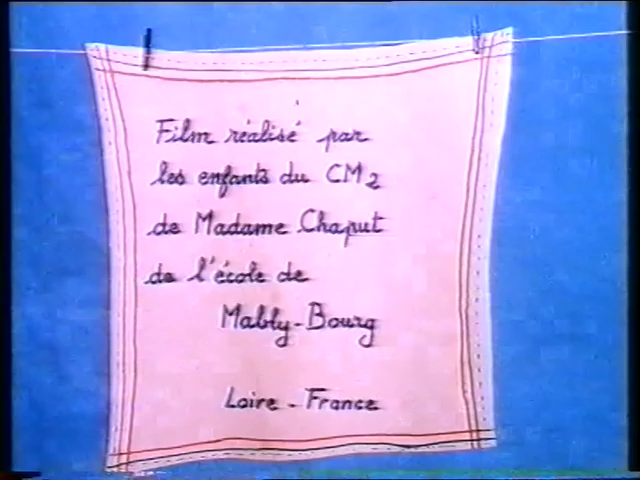 Film réalisé par
les enfants du CM2
de Madame Chaput
de l'école de
Mably-Bourg
Loire - France